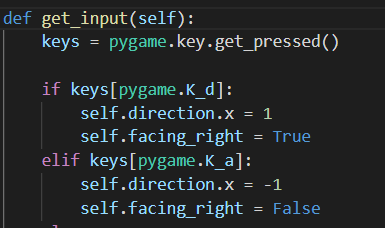 def get_input(self):
    keys = pygame.key.get_pressed()

    if keys[pygame.K_d]:
        self.direction.x = 1
        self.facing_right = True
    elif keys[pygame.K_a]:
        self.direction.x = -1
        self.facing_right = False